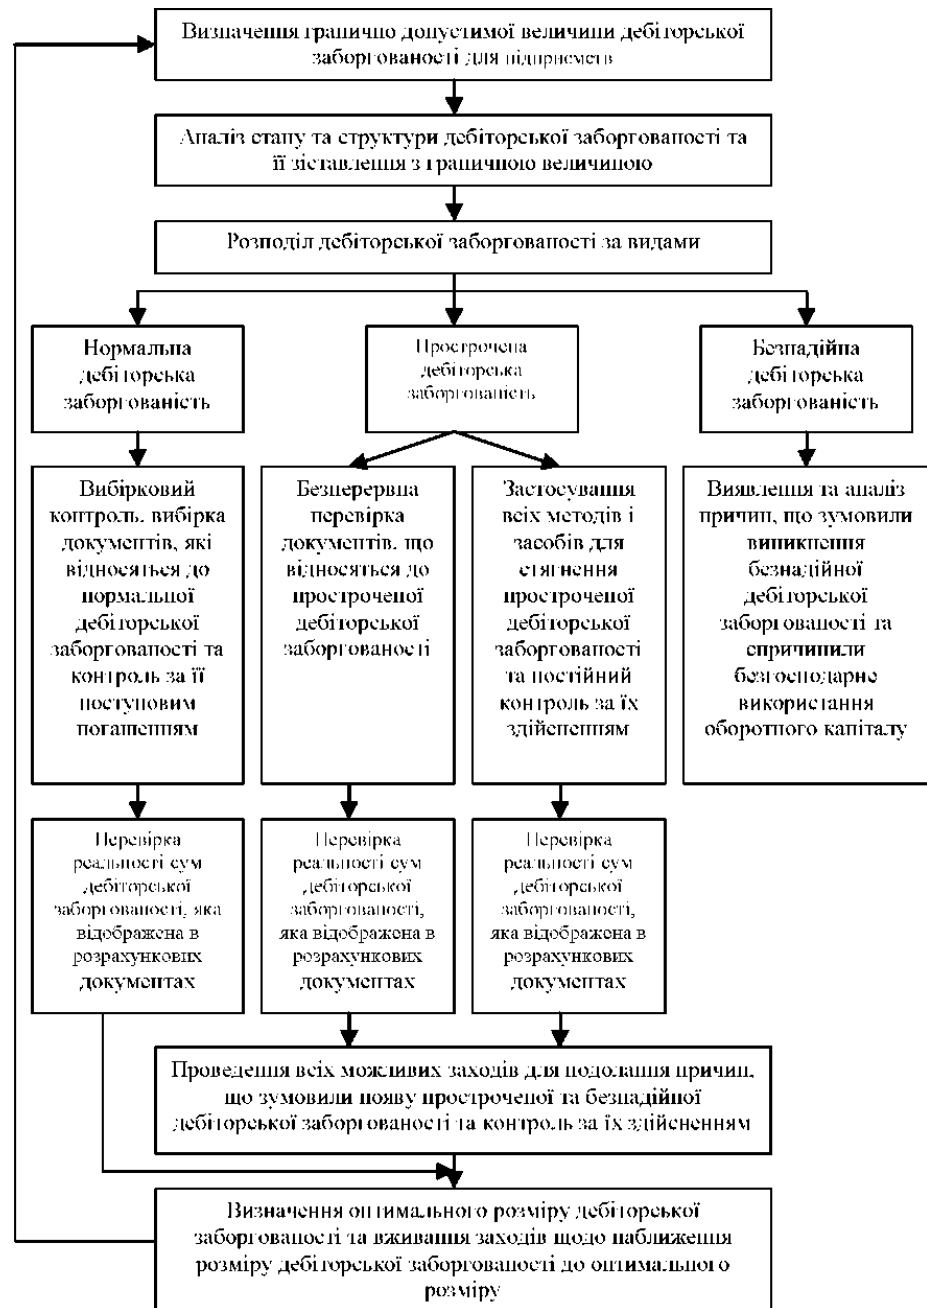 Визначення гранично допустимої величини дебіторської
заборгованості для підприємств
Аналіз стану та структури дебіторської заборгованості та
її зіставлення з граничною величиною
Розподіл дебіторської заборгованості за видами
Нормальна
дебіторська
заборгованість
Прострочена
дебіторська
заборгованість
Безнадійна
дебіторська
заборгованість
Вибірковий
контроль, вибірка
документів, які
відносяться до
нормальної
дебіторської
заборгованості та
контроль за її
поступовим
погашенням
Безперервна
перевірка
документів, що
відносяться до
простроченої
дебіторської
заборгованості
Застосування
всіх методів і
засобів для
стягнення
простроченої
дебіторської
заборгованості
та постійний
контроль за їх
здійсненням
Виявлення та аналіз
причин, що зумовили
виникнення
безнадійної
дебіторської
заборгованості та
спричинили
безгосподарне
використання
оборотного капіталу
Перевірка
реальності сум
дебіторської
заборгованості, яка
відображена в
розрахункових
документах
Перевірка
реальності сум
дебіторської
заборгованості,
яка відображена в
розрахункових
документах
Перевірка
реальності сум
дебіторської
заборгованості,
яка відображена в
розрахункових
документах
Проведення всіх можливих заходів для подолання причин,
що зумовили появу простроченої та безнадійної
дебіторської заборгованості та контроль за їх здійсненням
Визначення оптимального розміру дебіторської
заборгованості та вживання заходів щодо наближення
розміру дебіторської заборгованості до оптимального
розміру